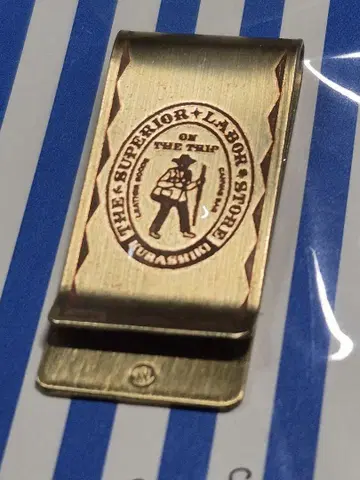 THE SUPERIOR LABOR STORE
ON
THE TRIP
LEATHER GOODS
CANVAS BAG
KURASHIKI